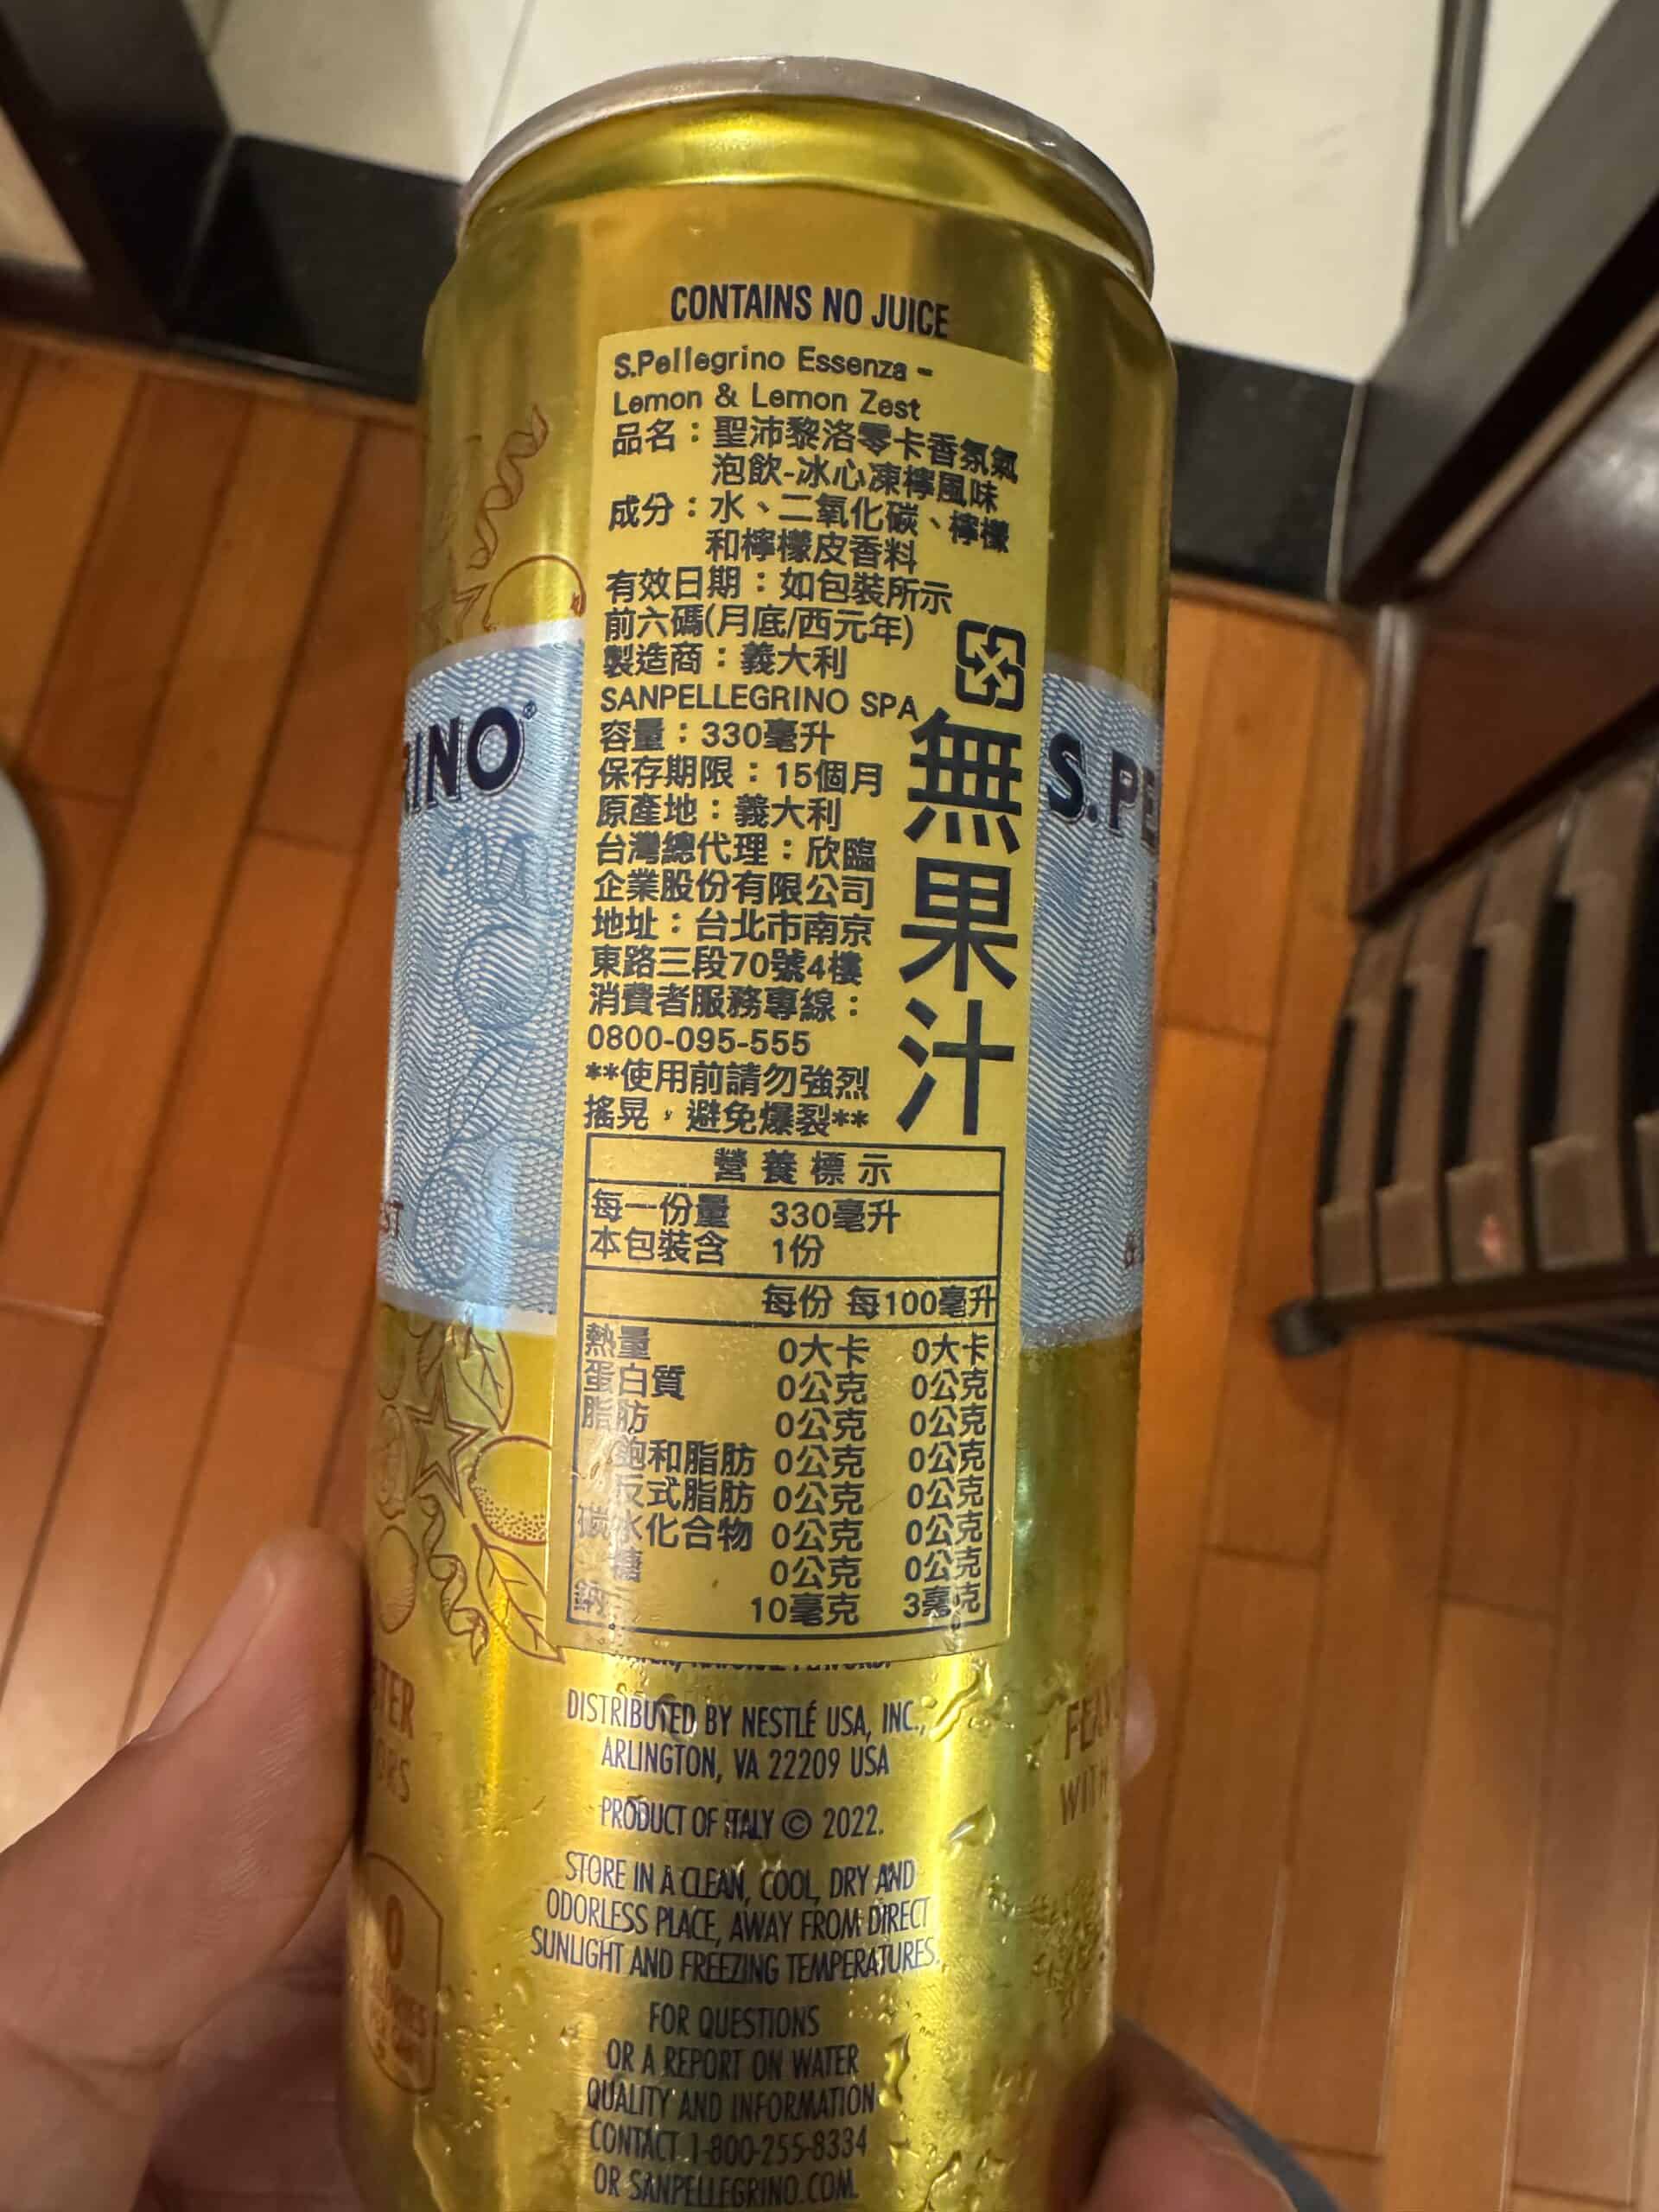 CONTAINS NO JUICE
S.Pellegrino Essenza -
Lemon & Lemon Zest
品名：聖沛黎洛零卡香氛氣
泡飲-冰心凍檸風味
成分：水、二氧化碳、檸檬
和檸檬皮香料
有效日期：如包裝所示
前六碼(月底/西元年)
製造商：義大利
SANPELLEGRINO SPA
容量：330毫升
保存期限：15個月
原產地：義大利
台灣總代理：欣臨
企業股份有限公司
地址：台北市南京
東路三段70號4樓
消費者服務專線：
0800-095-555
**使用前請勿強烈
搖晃，避免爆裂**
無果汁
營養標示
每一份量 330毫升
本包裝含 1份
每份 每100毫升
熱量 0大卡 0大卡
蛋白質 0公克 0公克
脂肪 0公克 0公克
飽和脂肪 0公克 0公克
反式脂肪 0公克 0公克
碳水化合物 0公克 0公克
糖 0公克 0公克
鈉 10毫克 3毫克
RINO®
S.PE
DISTRIBUTED BY NESTLÉ USA, INC.,
ARLINGTON, VA 22209 USA
PRODUCT OF ITALY © 2022.
STORE IN A CLEAN, COOL, DRY AND
ODORLESS PLACE, AWAY FROM DIRECT
SUNLIGHT AND FREEZING TEMPERATURES.
FOR QUESTIONS
OR A REPORT ON WATER
QUALITY AND INFORMATION
CONTACT 1-800-255-8334
OR SANPELLEGRINO.COM.
0
WITH